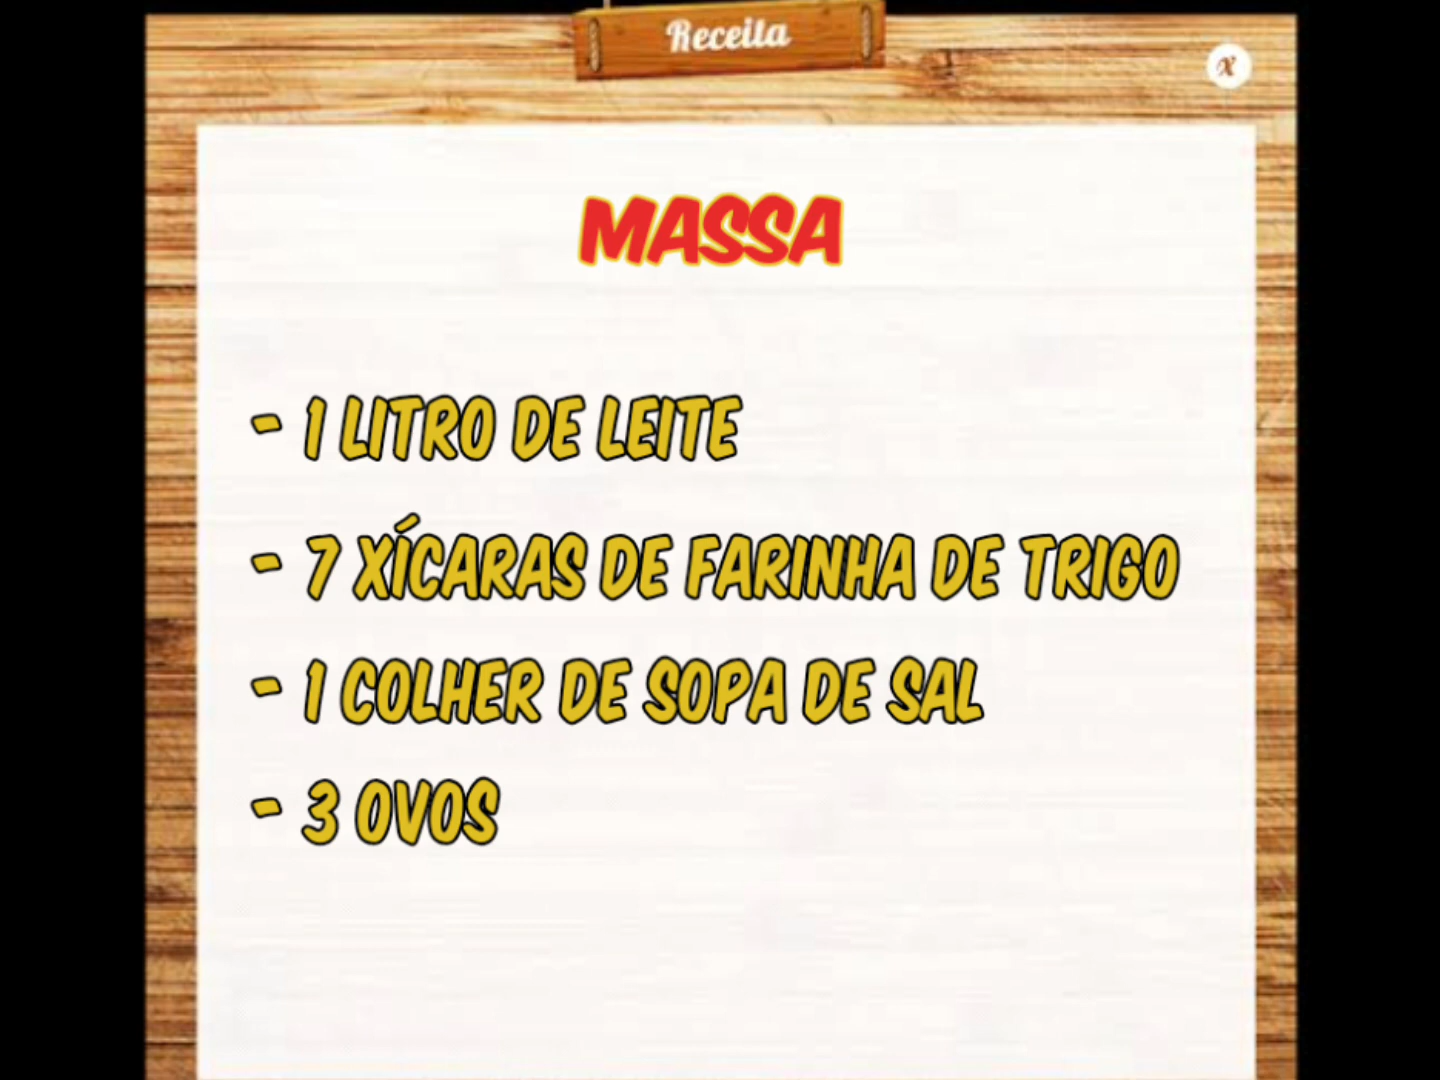 Receita
x
MASSA
- 1 LITRO DE LEITE
- 7 XÍCARAS DE FARINHA DE TRIGO
- 1 COLHER DE SOPA DE SAL
- 3 OVOS